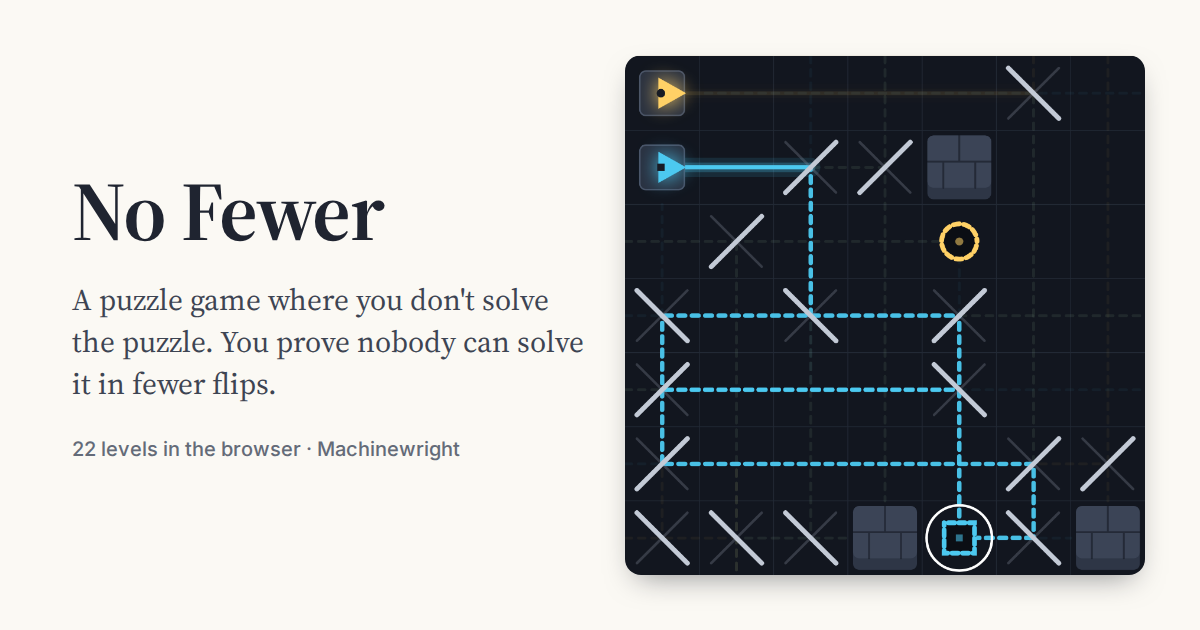 No Fewer
A puzzle game where you don't solve
the puzzle. You prove nobody can solve
it in fewer flips.
22 levels in the browser · Machinewright